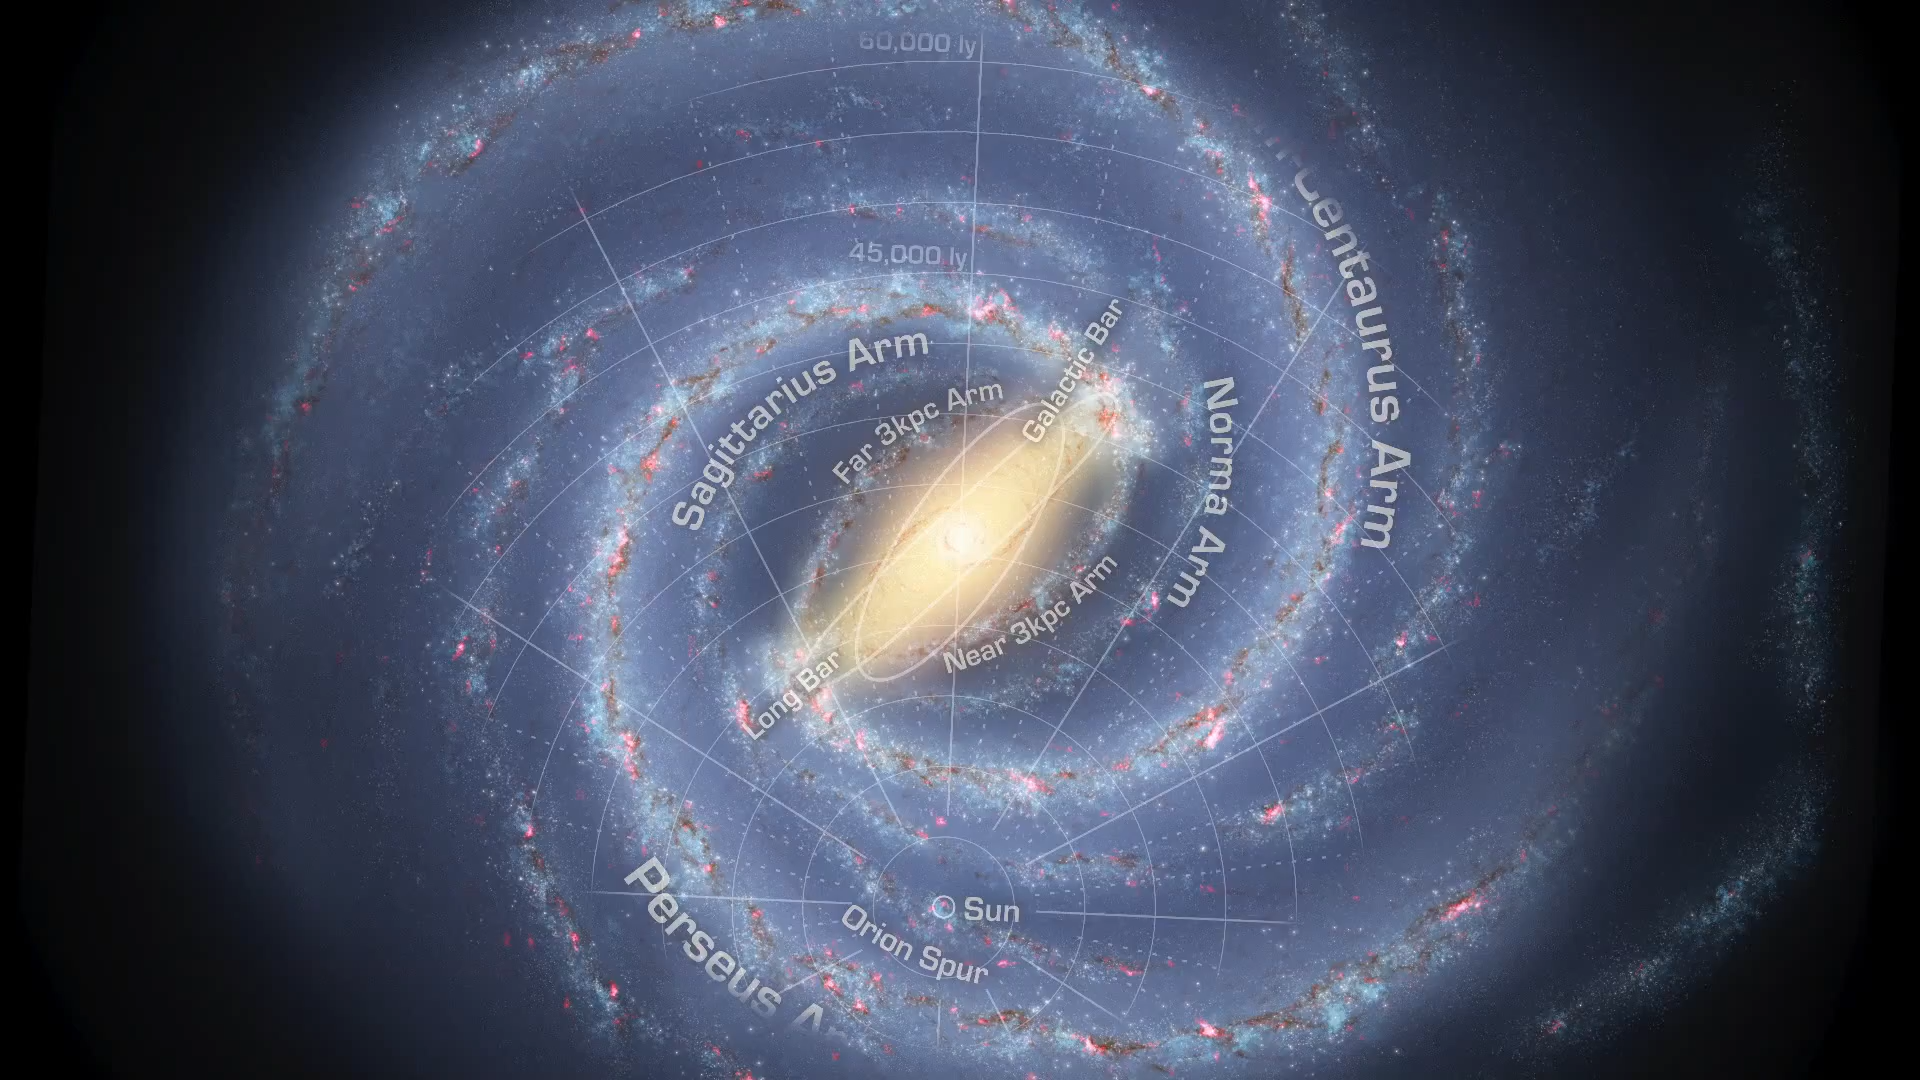 60,000 ly
45,000 ly
Centaurus Arm
Galactic Bar
Sagittarius Arm
Far 3kpc Arm
Norma Arm
Near 3kpc Arm
Long Bar
Perseus
Sun
Orion Spur